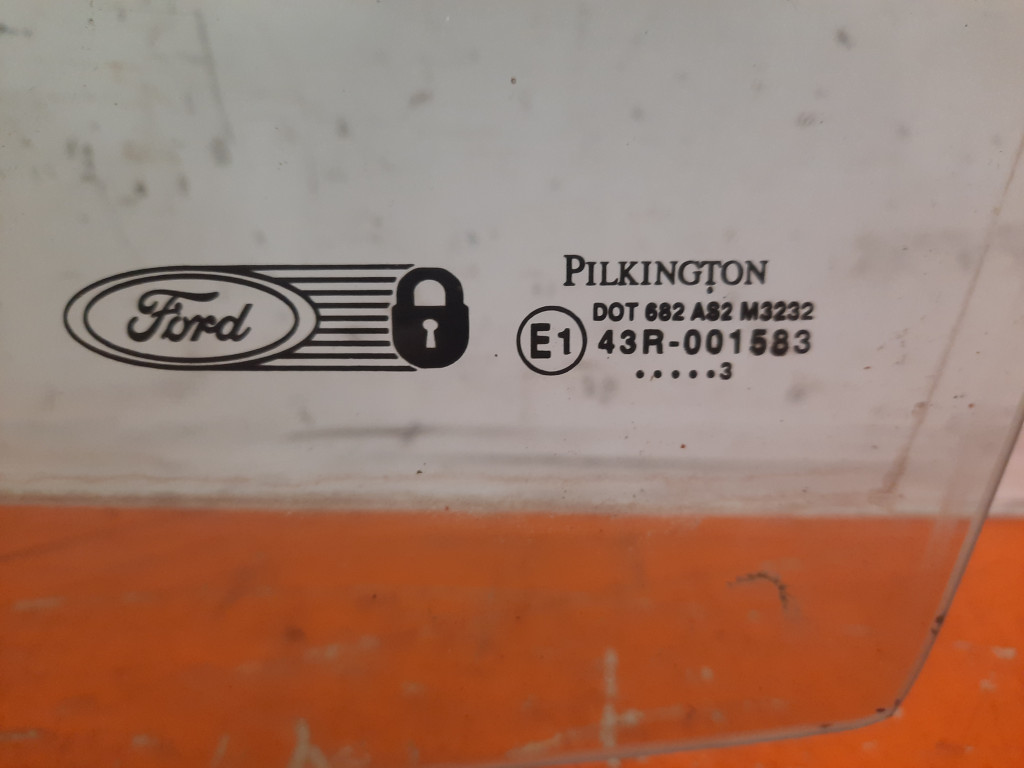 Ford
PILKINGTON
DOT 682 AS2 M3232
E1 43R-001583
.....3